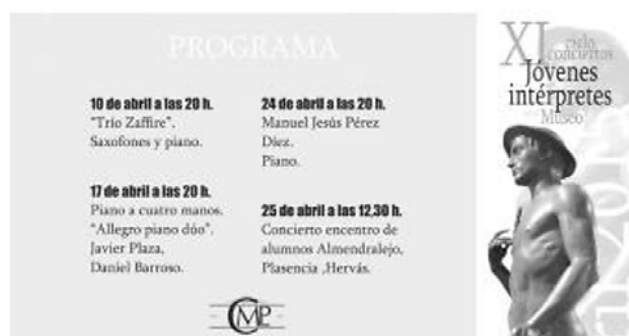 PROGRAMA
10 de abril a las 20 h.
"Trío Zaffire".
Saxofones y piano.
17 de abril a las 20 h.
Piano a cuatro manos.
"Allegro piano dúo".
Javier Plaza,
Daniel Barroso.
24 de abril a las 20 h.
Manuel Jesús Pérez
Díez.
Piano.
25 de abril a las 12,30 h.
Concierto encentro de
alumnos Almendralejo,
Plasencia ,Hervás.
CMP
XI
ciclo
conciertos
Jóvenes
intérpretes
Museo